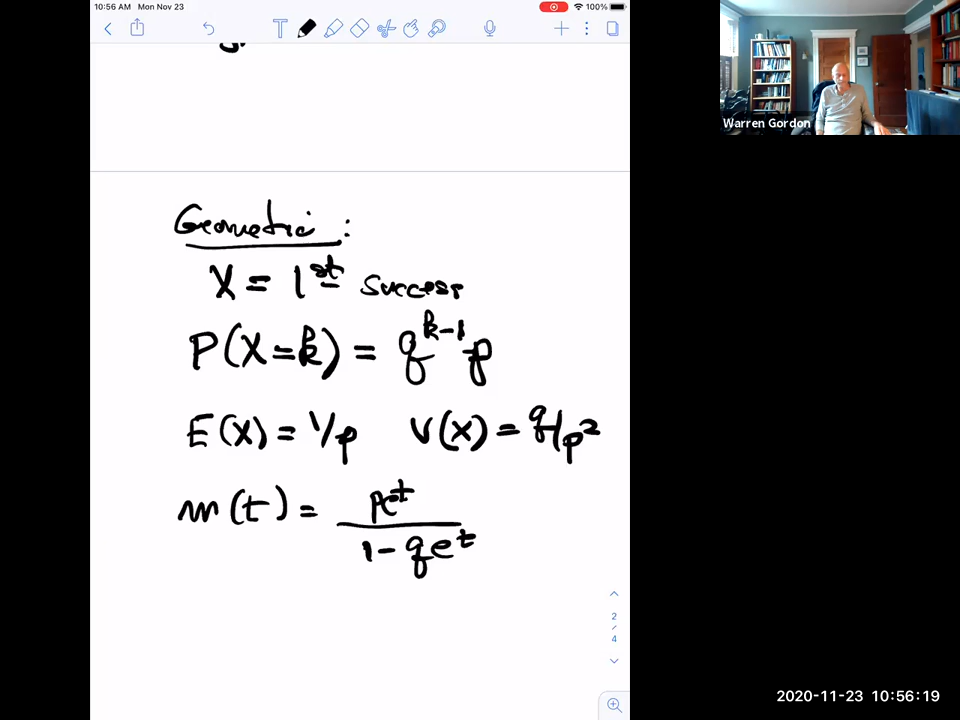 10:56 AM Mon Nov 23
100%
Warren Gordon
Geometric:
X = 1st success
P(X=k) = q^{k-1} p
E(X) = 1/p V(X) = q/p²
m(t) = pe^t / 1 - qe^t
2
/
4
2020-11-23 10:56:19